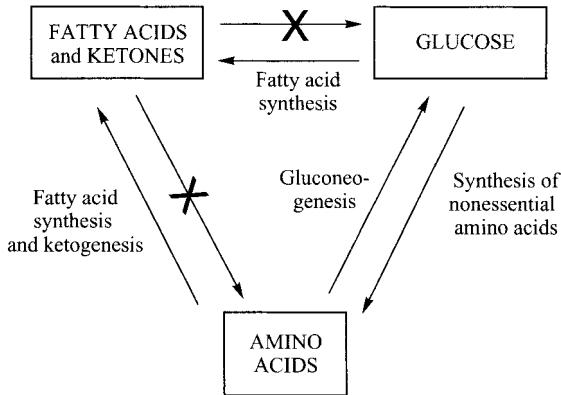 FATTY ACIDS
and KETONES
GLUCOSE
Fatty acid
synthesis
Fatty acid
synthesis
and ketogenesis
Gluconeo-
genesis
Synthesis of
nonessential
amino acids
AMINO
ACIDS